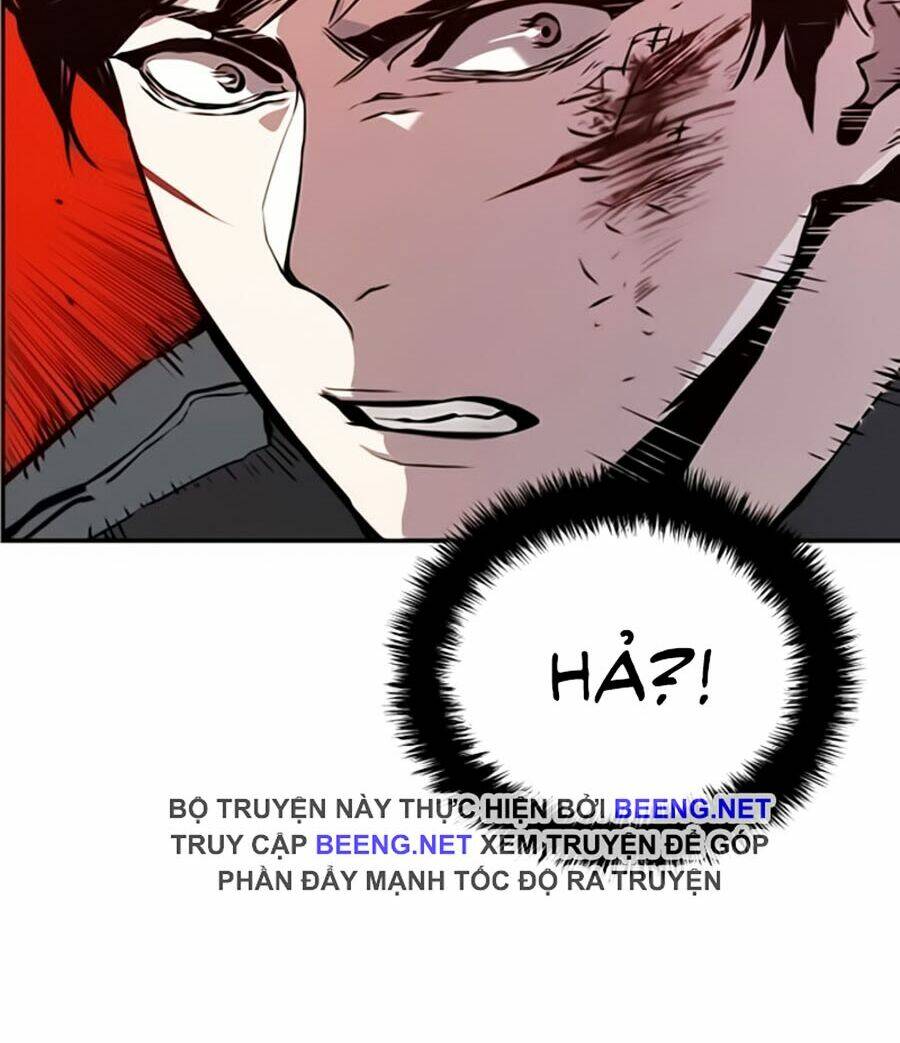 HẢ?!
BỘ TRUYỆN NÀY THỰC HIỆN BỞI BEENG.NET
TRUY CẬP BEENG.NET XEM TRUYỆN ĐỂ GÓP
PHẦN ĐẨY MẠNH TỐC ĐỘ RA TRUYỆN